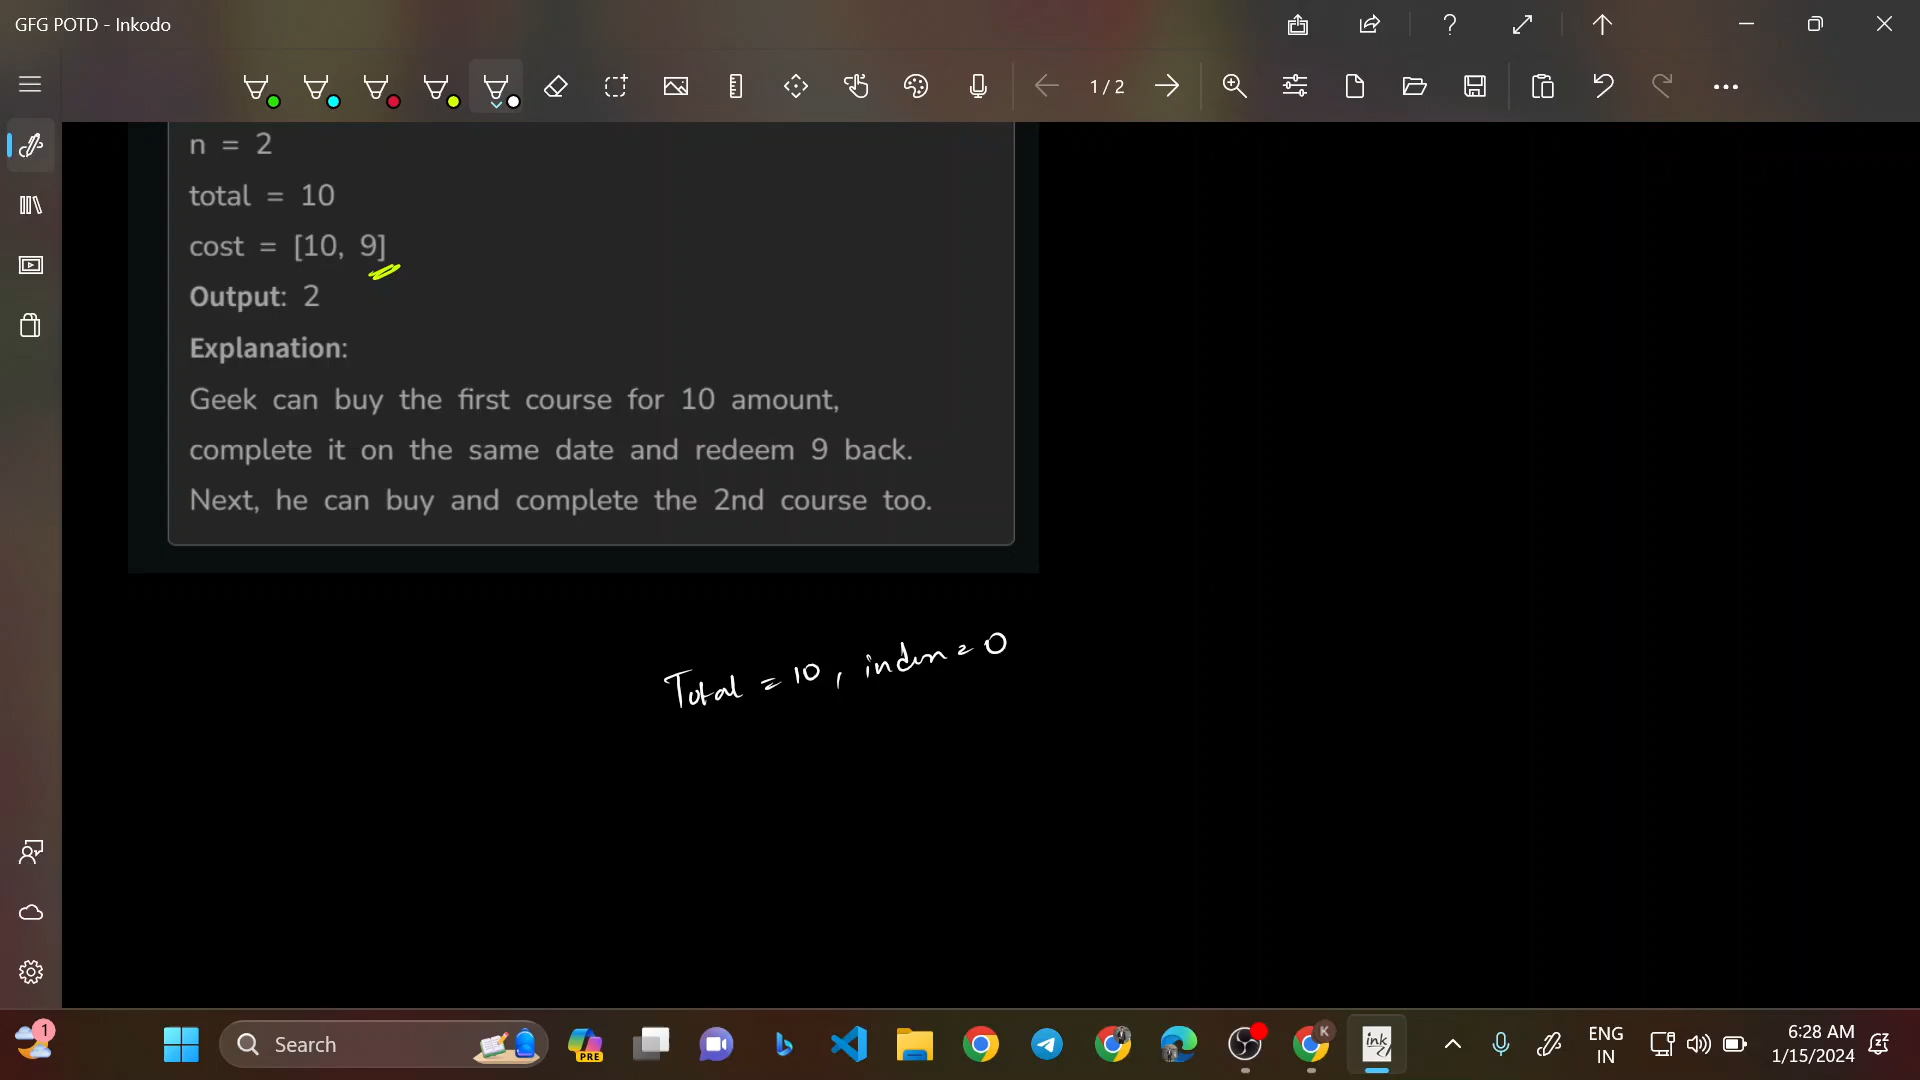 GFG POTD - Inkodo
1 / 2
n = 2
total = 10
cost = [10, 9]
Output: 2
Explanation:
Geek can buy the first course for 10 amount,
complete it on the same date and redeem 9 back.
Next, he can buy and complete the 2nd course too.
Total = 10, index = 0
1
Search
PRE
K
ink
ENG
IN
6:28 AM
1/15/2024